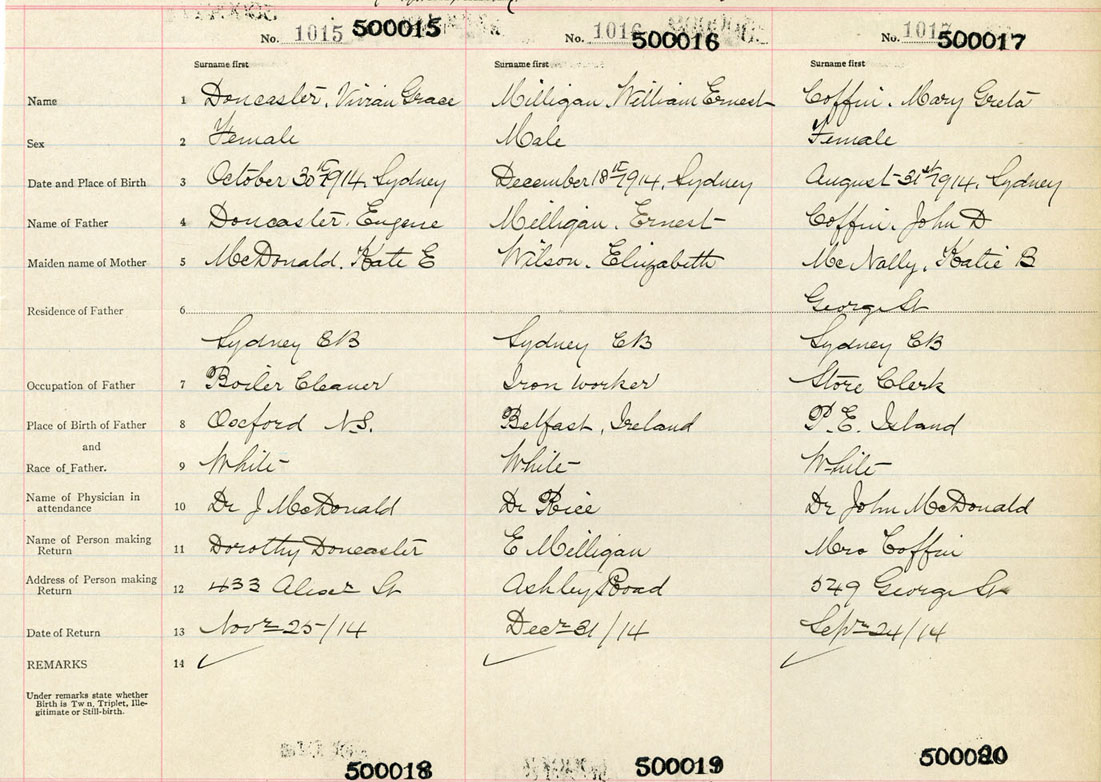 No. 1015 500015 No. 1016 500016 No. 1017 500017
Surname first Surname first Surname first
Name 1 Doncaster, Vivian Grace Milligan William Ernest Coffin, Mary Greta
Sex 2 Female Male Female
Date and Place of Birth 3 October 30th 1914, Sydney December 18th 1914, Sydney August 31st 1914, Sydney
Name of Father 4 Doncaster, Eugene Milligan, Ernest Coffin, John D
Maiden name of Mother 5 McDonald, Kate E Wilson, Elizabeth McNally, Katie B
Residence of Father 6 George St
Sydney CB Sydney CB Sydney CB
Occupation of Father 7 Boiler Cleaner Iron worker Store Clerk
Place of Birth of Father 8 Oxford N.S. Belfast, Ireland P.E. Island
and
Race of Father. 9 White White White
Name of Physician in attendance 10 Dr J McDonald Dr Rice Dr John McDonald
Name of Person making Return 11 Dorothy Doncaster E Milligan Mrs Coffin
Address of Person making Return 12 433 St Ashley Road 549 George St
Date of Return 13 Novr 25/14 Decr 31/14 Sepr 24/14
REMARKS 14
Under remarks state whether
Birth is Twin, Triplet, Ille-
gitimate or Still-birth.
500018 500019 500020